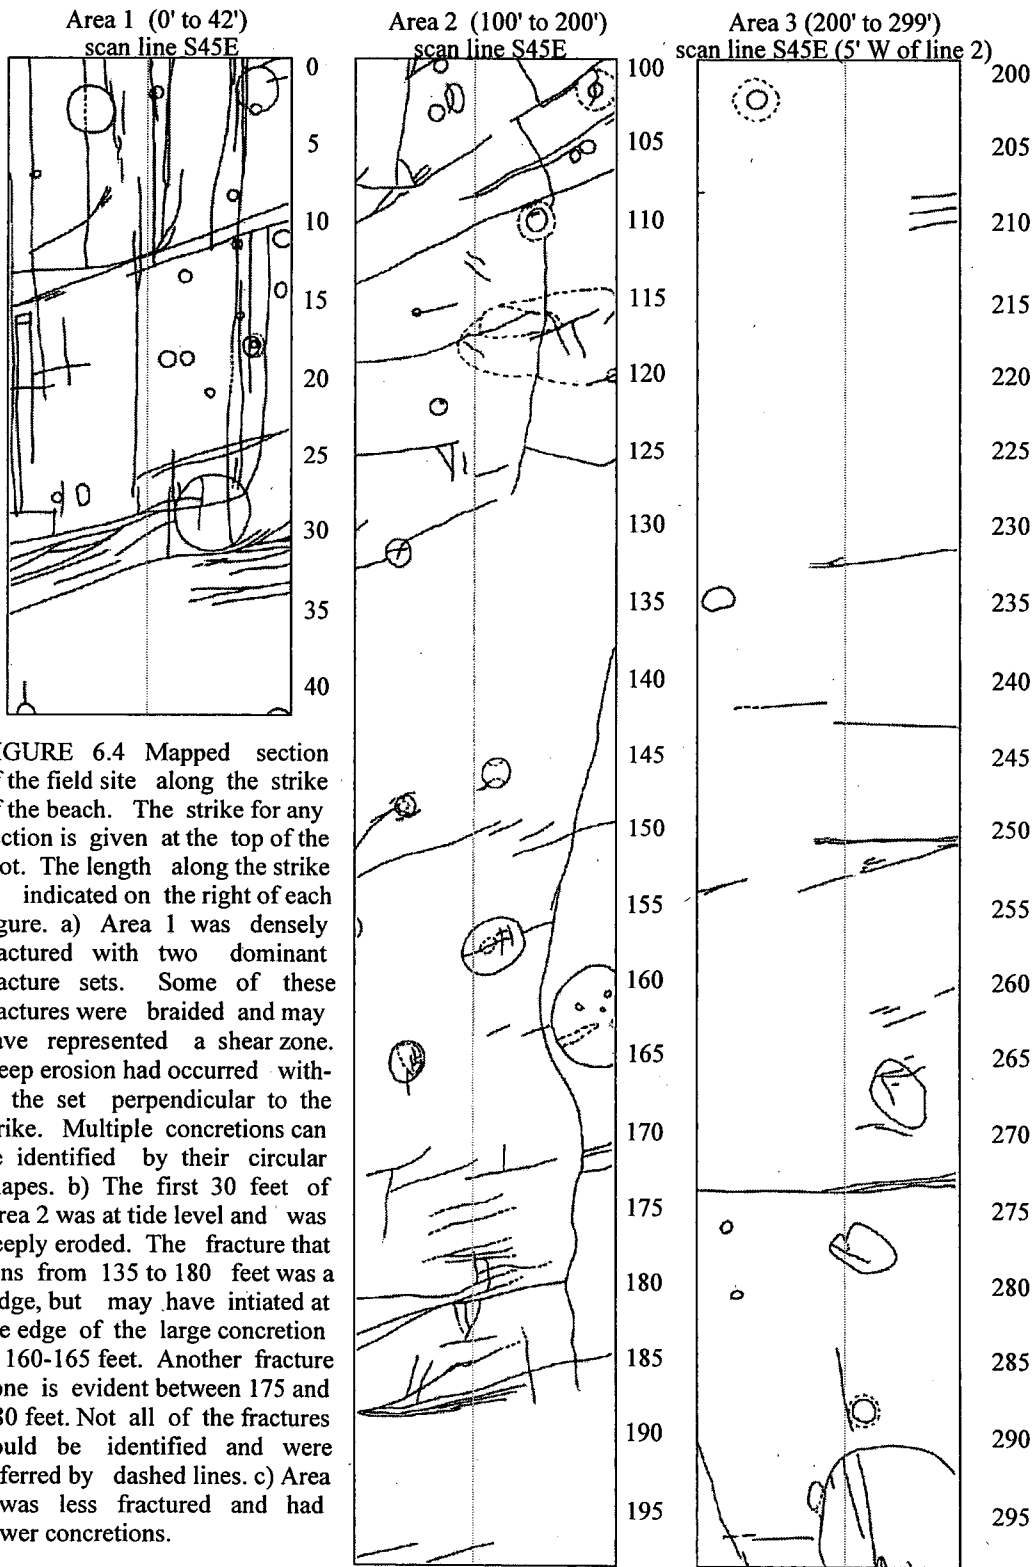 Area 1 (0' to 42')
scan line S45E
0
5
10
15
20
25
30
35
40
IGURE 6.4 Mapped section
f the field site along the strike
f the beach. The strike for any
ction is given at the top of the
ot. The length along the strike
indicated on the right of each
gure. a) Area 1 was densely
actured with two dominant
acture sets. Some of these
actures were braided and may
ave represented a shear zone.
eep erosion had occurred with-
the set perpendicular to the
rike. Multiple concretions can
e identified by their circular
apes. b) The first 30 feet of
rea 2 was at tide level and was
eeply eroded. The fracture that
ns from 135 to 180 feet was a
dge, but may have intiated at
e edge of the large concretion
160-165 feet. Another fracture
one is evident between 175 and
80 feet. Not all of the fractures
ould be identified and were
ferred by dashed lines. c) Area
was less fractured and had
wer concretions.
Area 2 (100' to 200')
scan line S45E
100
105
110
115
120
125
130
135
140
145
150
155
160
165
170
175
180
185
190
195
Area 3 (200' to 299')
scan line S45E (5' W of line 2)
200
205
210
215
220
225
230
235
240
245
250
255
260
265
270
275
280
285
290
295